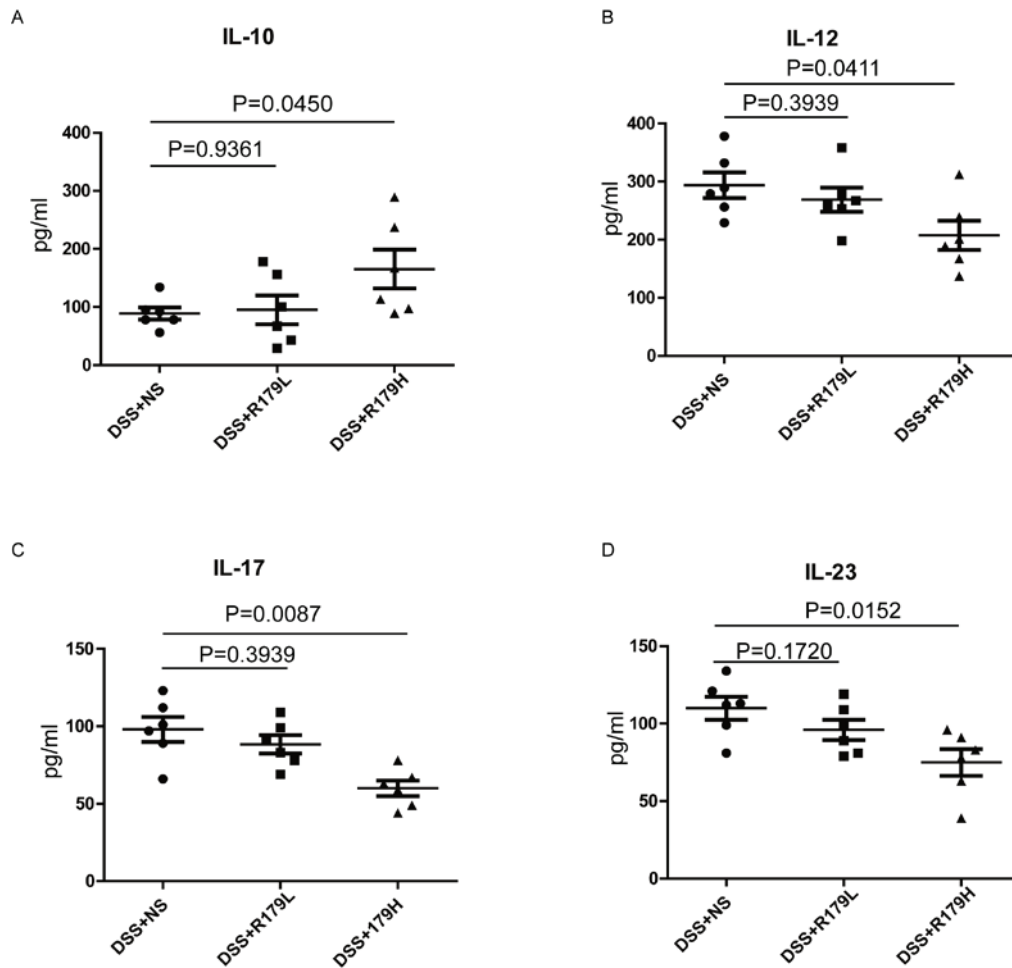 A
IL-10
P=0.0450
P=0.9361
400
300
200
100
0
pg/ml
DSS+NS
DSS+R179L
DSS+R179H
B
IL-12
P=0.0411
P=0.3939
400
300
200
100
0
pg/ml
DSS+NS
DSS+R179L
DSS+R179H
C
IL-17
P=0.0087
P=0.3939
150
100
50
0
pg/ml
DSS+NS
DSS+R179L
DSS+179H
D
IL-23
P=0.0152
P=0.1720
150
100
50
0
pg/ml
DSS+NS
DSS+R179L
DSS+R179H